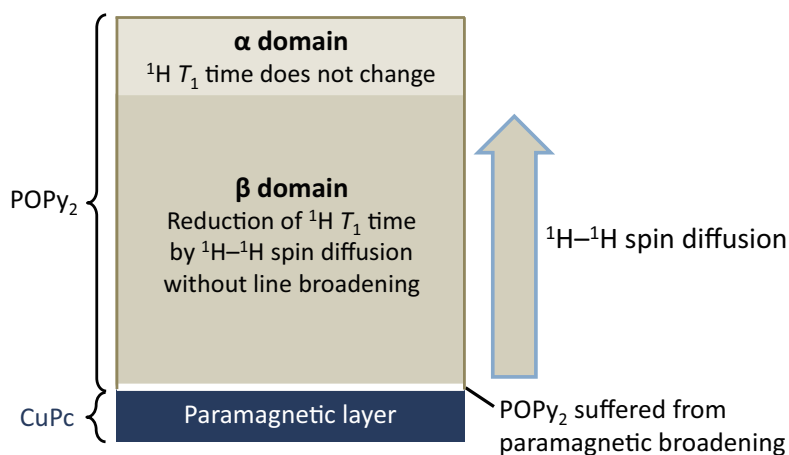 α domain
¹H T₁ time does not change
β domain
Reduction of ¹H T₁ time
by ¹H–¹H spin diffusion
without line broadening
POPy₂
¹H–¹H spin diffusion
CuPc
Paramagnetic layer
POPy₂ suffered from
paramagnetic broadening